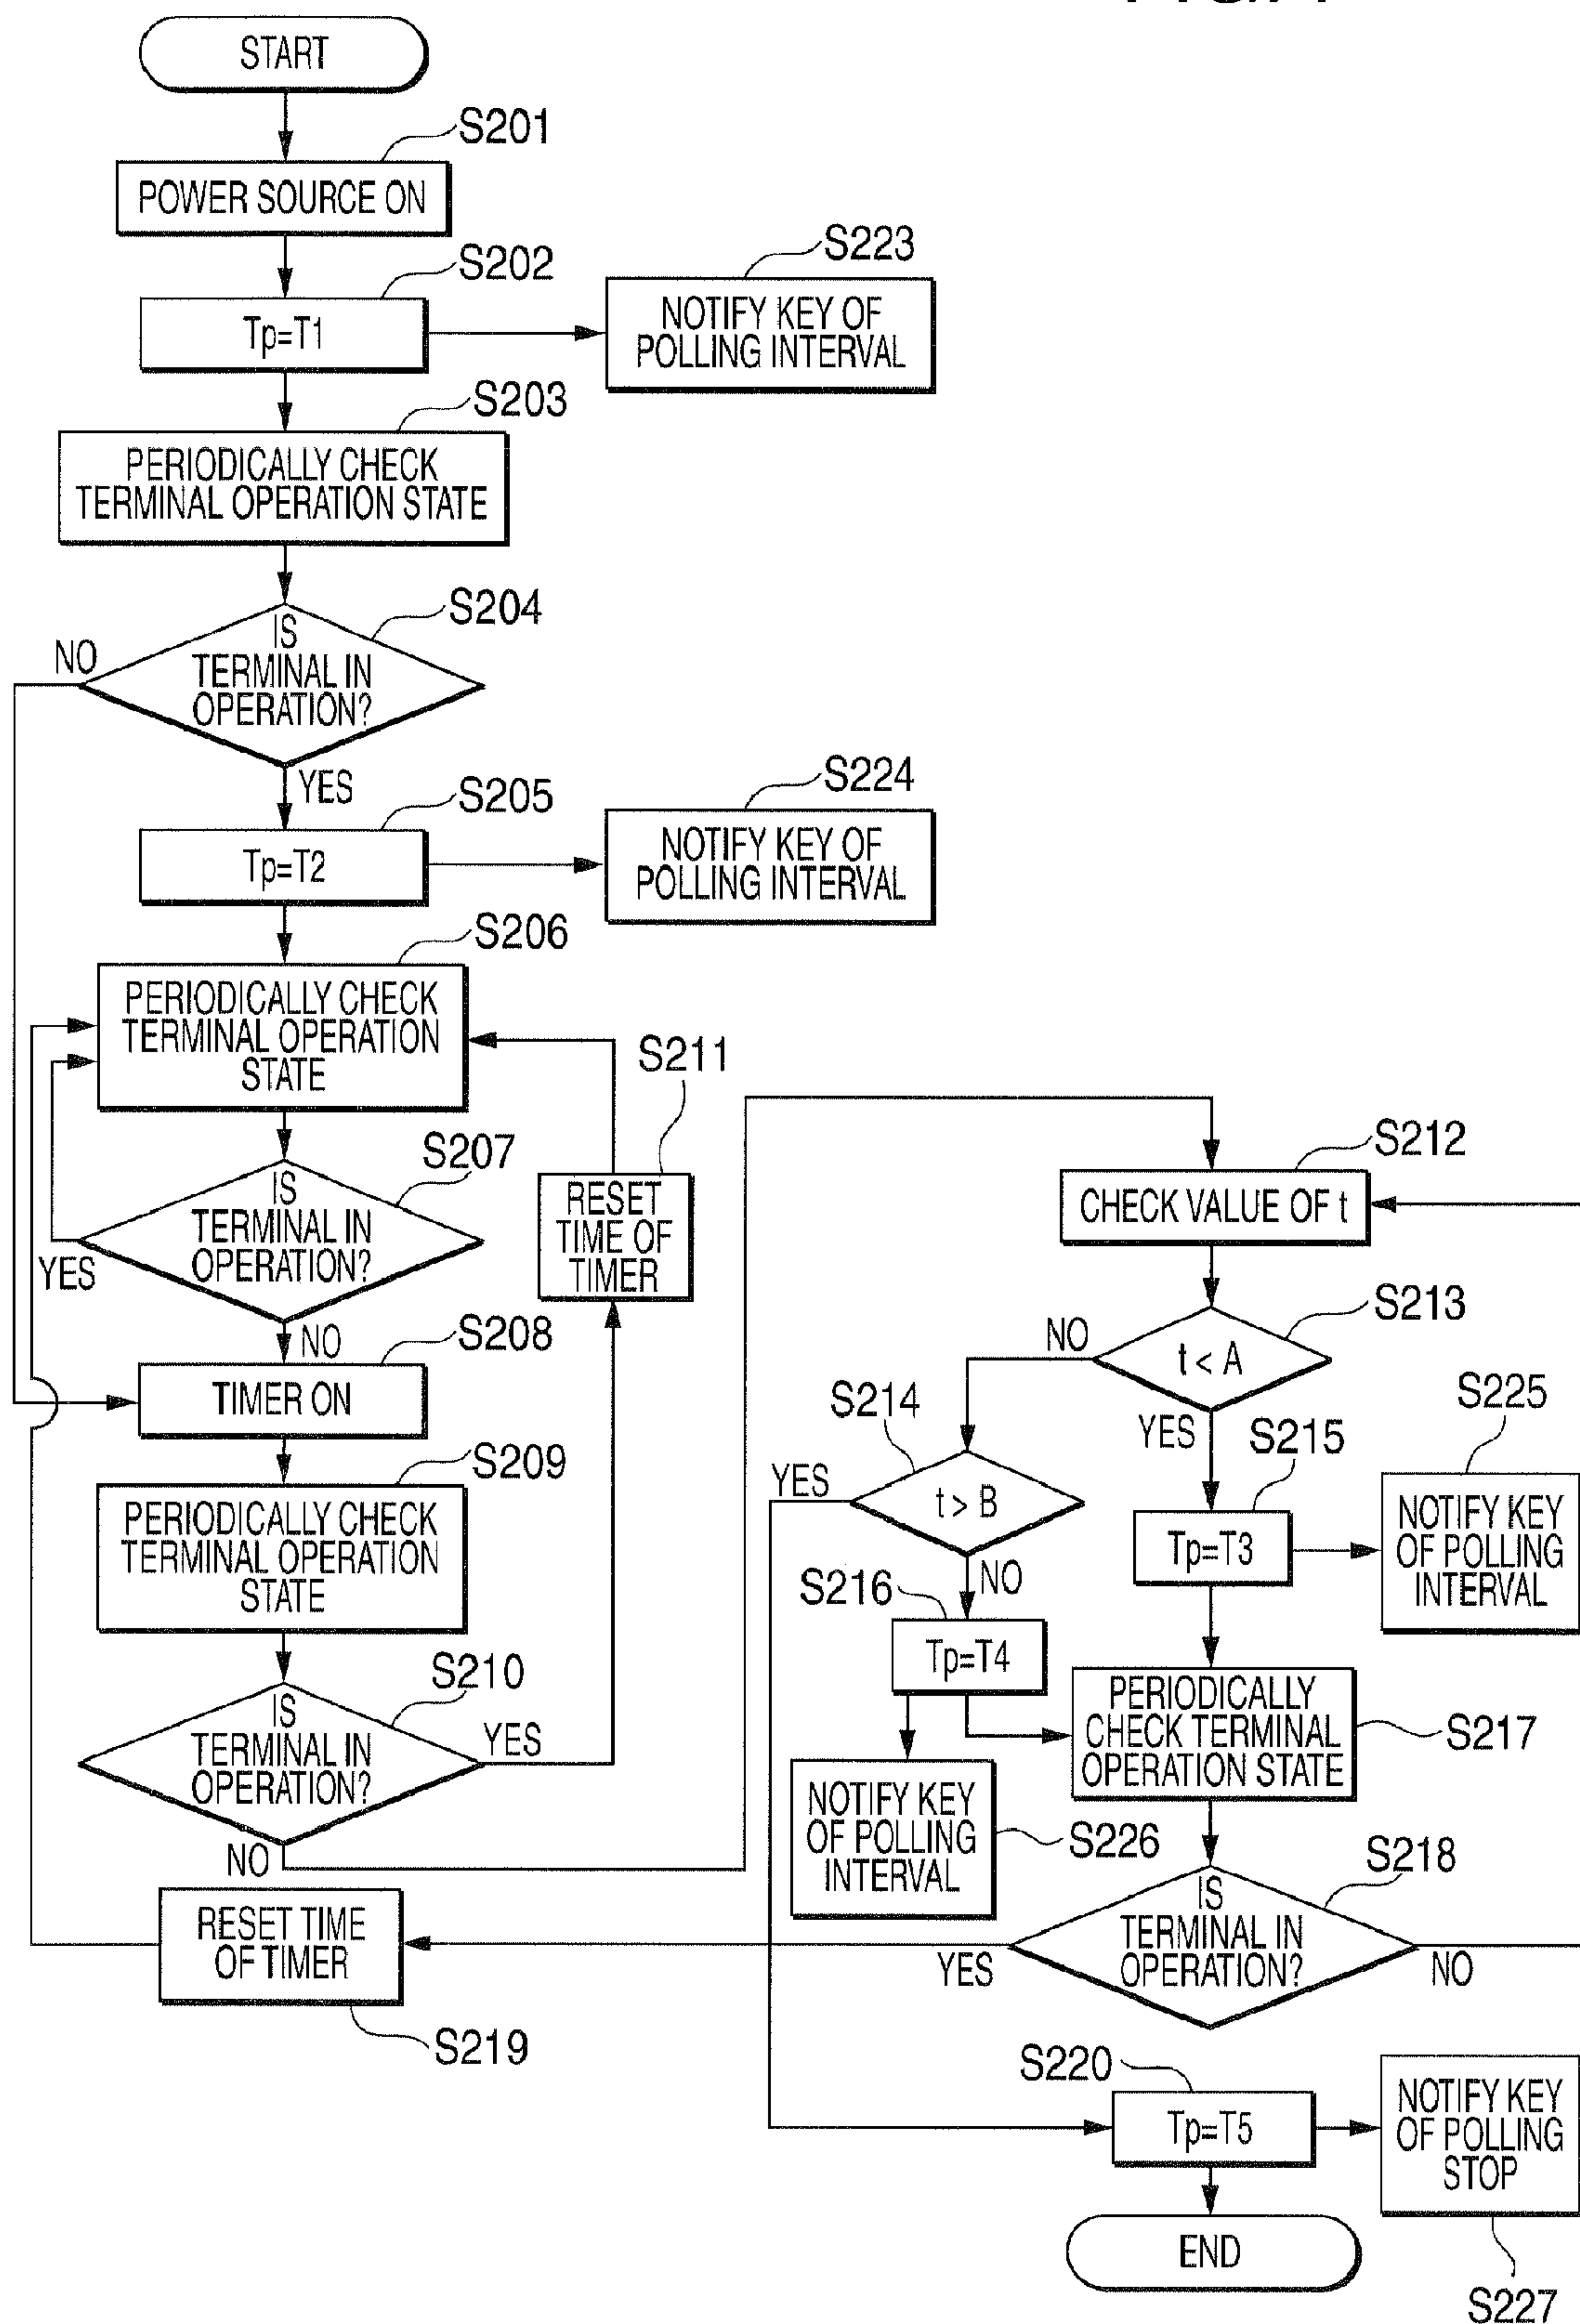 START
S201
POWER SOURCE ON
S202
Tp=T1
S223
NOTIFY KEY OF
POLLING INTERVAL
S203
PERIODICALLY CHECK
TERMINAL OPERATION STATE
S204
IS
TERMINAL IN
OPERATION?
NO
YES
S205
Tp=T2
S224
NOTIFY KEY OF
POLLING INTERVAL
S206
PERIODICALLY CHECK
TERMINAL OPERATION
STATE
S207
IS
TERMINAL IN
OPERATION?
YES
NO
S211
RESET
TIME OF
TIMER
S208
TIMER ON
S209
PERIODICALLY CHECK
TERMINAL OPERATION
STATE
S210
IS
TERMINAL IN
OPERATION?
YES
NO
S212
CHECK VALUE OF t
S213
t < A
NO
YES
S214
t > B
YES
NO
S215
Tp=T3
S225
NOTIFY KEY
OF POLLING
INTERVAL
S216
Tp=T4
S226
NOTIFY KEY
OF POLLING
INTERVAL
S217
PERIODICALLY
CHECK TERMINAL
OPERATION STATE
S218
IS
TERMINAL IN
OPERATION?
YES
NO
RESET TIME
OF TIMER
S219
S220
Tp=T5
NOTIFY KEY
OF POLLING
STOP
S227
END